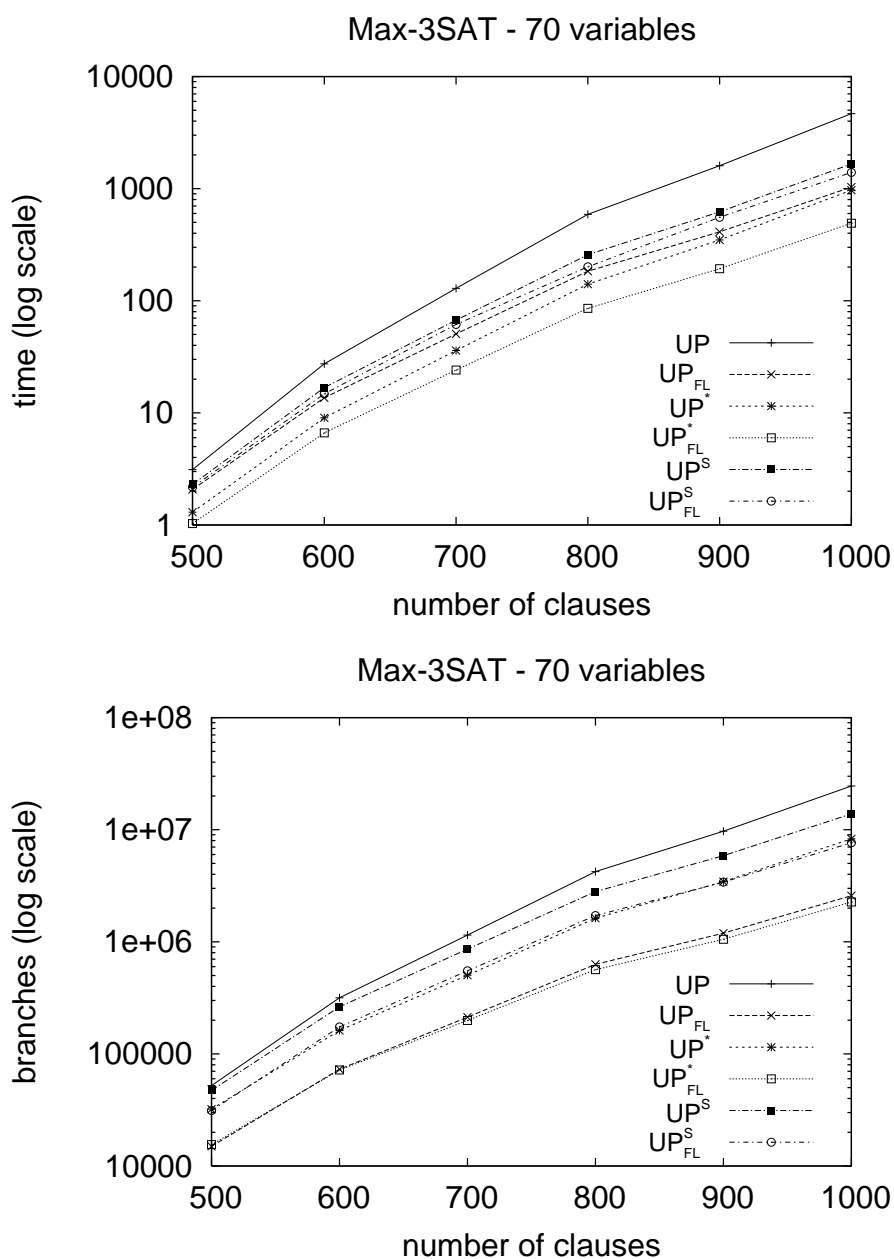 Max-3SAT - 70 variables
10000
1000
100
10
1
time (log scale)
UP
UP_FL
UP*
UP*_FL
UP^S
UP^S_FL
500 600 700 800 900 1000
number of clauses
Max-3SAT - 70 variables
1e+08
1e+07
1e+06
100000
10000
branches (log scale)
UP
UP_FL
UP*
UP*_FL
UP^S
UP^S_FL
500 600 700 800 900 1000
number of clauses